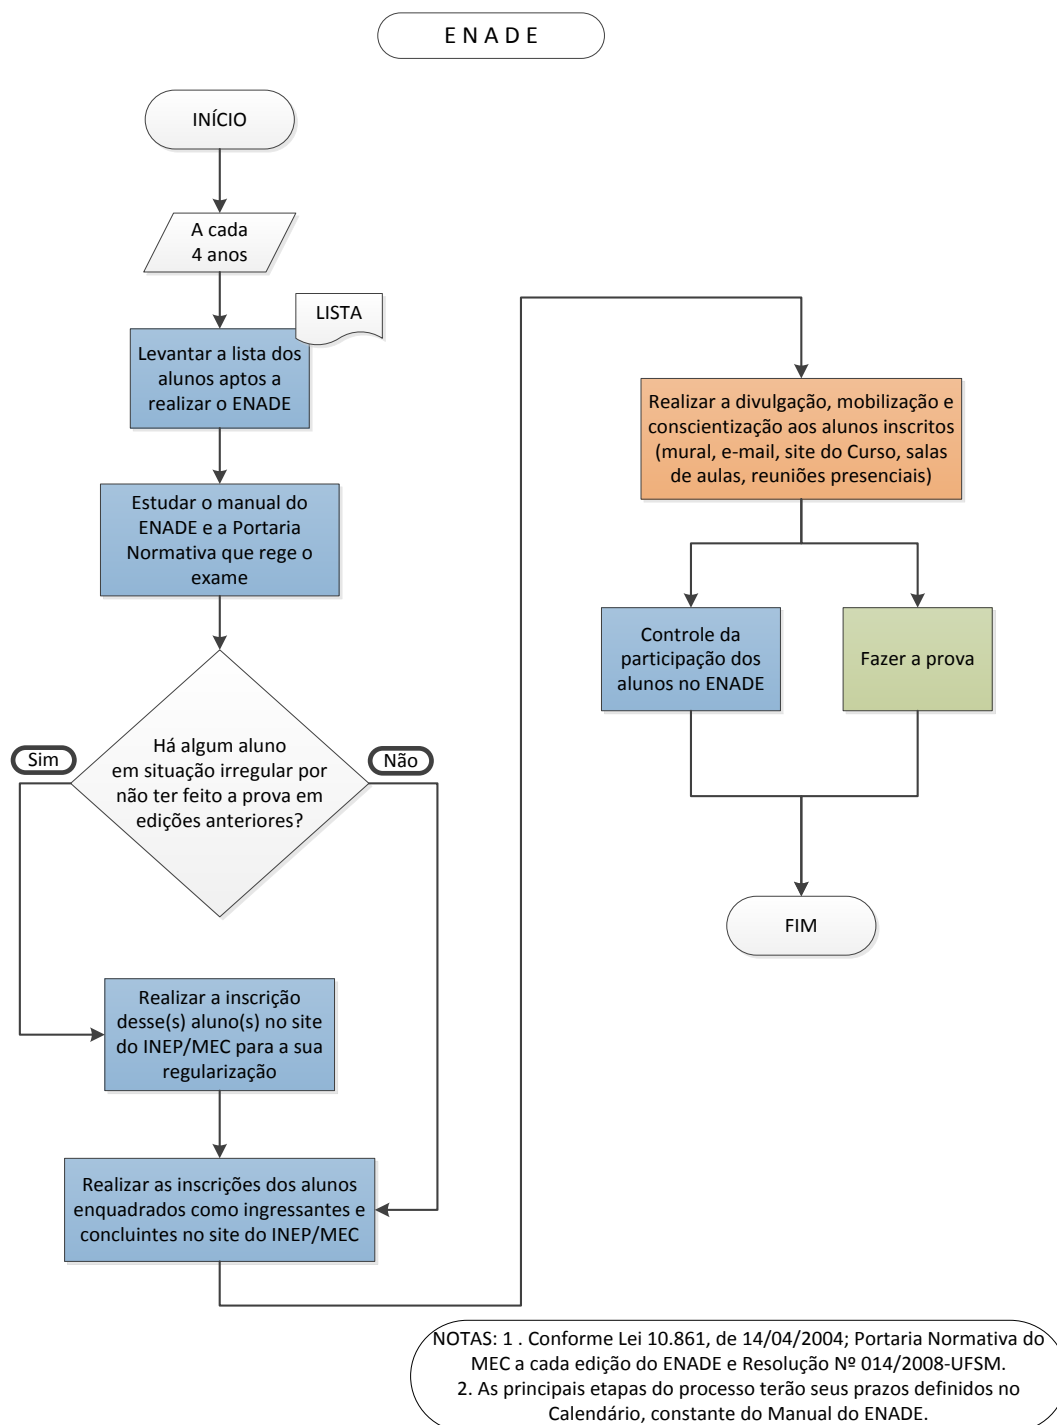 E N A D E
INÍCIO
A cada
4 anos
LISTA
Levantar a lista dos
alunos aptos a
realizar o ENADE
Estudar o manual do
ENADE e a Portaria
Normativa que rege o
exame
Há algum aluno
em situação irregular por
não ter feito a prova em
edições anteriores?
Sim
Não
Realizar a inscrição
desse(s) aluno(s) no site
do INEP/MEC para a sua
regularização
Realizar as inscrições dos alunos
enquadrados como ingressantes e
concluintes no site do INEP/MEC
Realizar a divulgação, mobilização e
conscientização aos alunos inscritos
(mural, e-mail, site do Curso, salas
de aulas, reuniões presenciais)
Controle da
participação dos
alunos no ENADE
Fazer a prova
FIM
NOTAS: 1 . Conforme Lei 10.861, de 14/04/2004; Portaria Normativa do
MEC a cada edição do ENADE e Resolução Nº 014/2008-UFSM.
2. As principais etapas do processo terão seus prazos definidos no
Calendário, constante do Manual do ENADE.